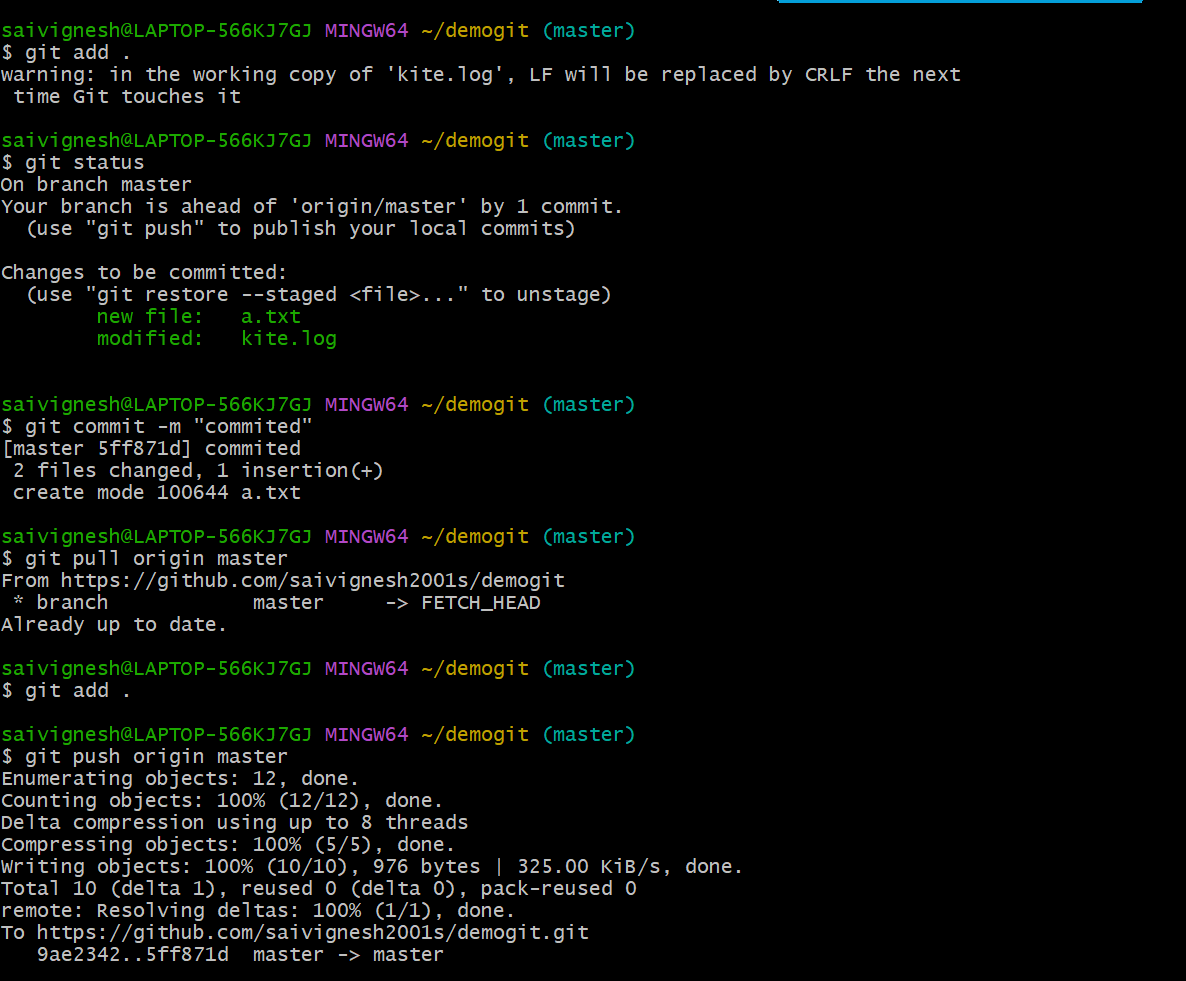 saivignesh@LAPTOP-566KJ7GJ MINGW64 ~/demogit (master)
$ git add .
warning: in the working copy of 'kite.log', LF will be replaced by CRLF the next
 time Git touches it

saivignesh@LAPTOP-566KJ7GJ MINGW64 ~/demogit (master)
$ git status
On branch master
Your branch is ahead of 'origin/master' by 1 commit.
  (use "git push" to publish your local commits)

Changes to be committed:
  (use "git restore --staged <file>..." to unstage)
        new file:   a.txt
        modified:   kite.log


saivignesh@LAPTOP-566KJ7GJ MINGW64 ~/demogit (master)
$ git commit -m "commited"
[master 5ff871d] commited
 2 files changed, 1 insertion(+)
 create mode 100644 a.txt

saivignesh@LAPTOP-566KJ7GJ MINGW64 ~/demogit (master)
$ git pull origin master
From https://github.com/saivignesh2001s/demogit
 * branch            master     -> FETCH_HEAD
Already up to date.

saivignesh@LAPTOP-566KJ7GJ MINGW64 ~/demogit (master)
$ git add .

saivignesh@LAPTOP-566KJ7GJ MINGW64 ~/demogit (master)
$ git push origin master
Enumerating objects: 12, done.
Counting objects: 100% (12/12), done.
Delta compression using up to 8 threads
Compressing objects: 100% (5/5), done.
Writing objects: 100% (10/10), 976 bytes | 325.00 KiB/s, done.
Total 10 (delta 1), reused 0 (delta 0), pack-reused 0
remote: Resolving deltas: 100% (1/1), done.
To https://github.com/saivignesh2001s/demogit.git
   9ae2342..5ff871d  master -> master